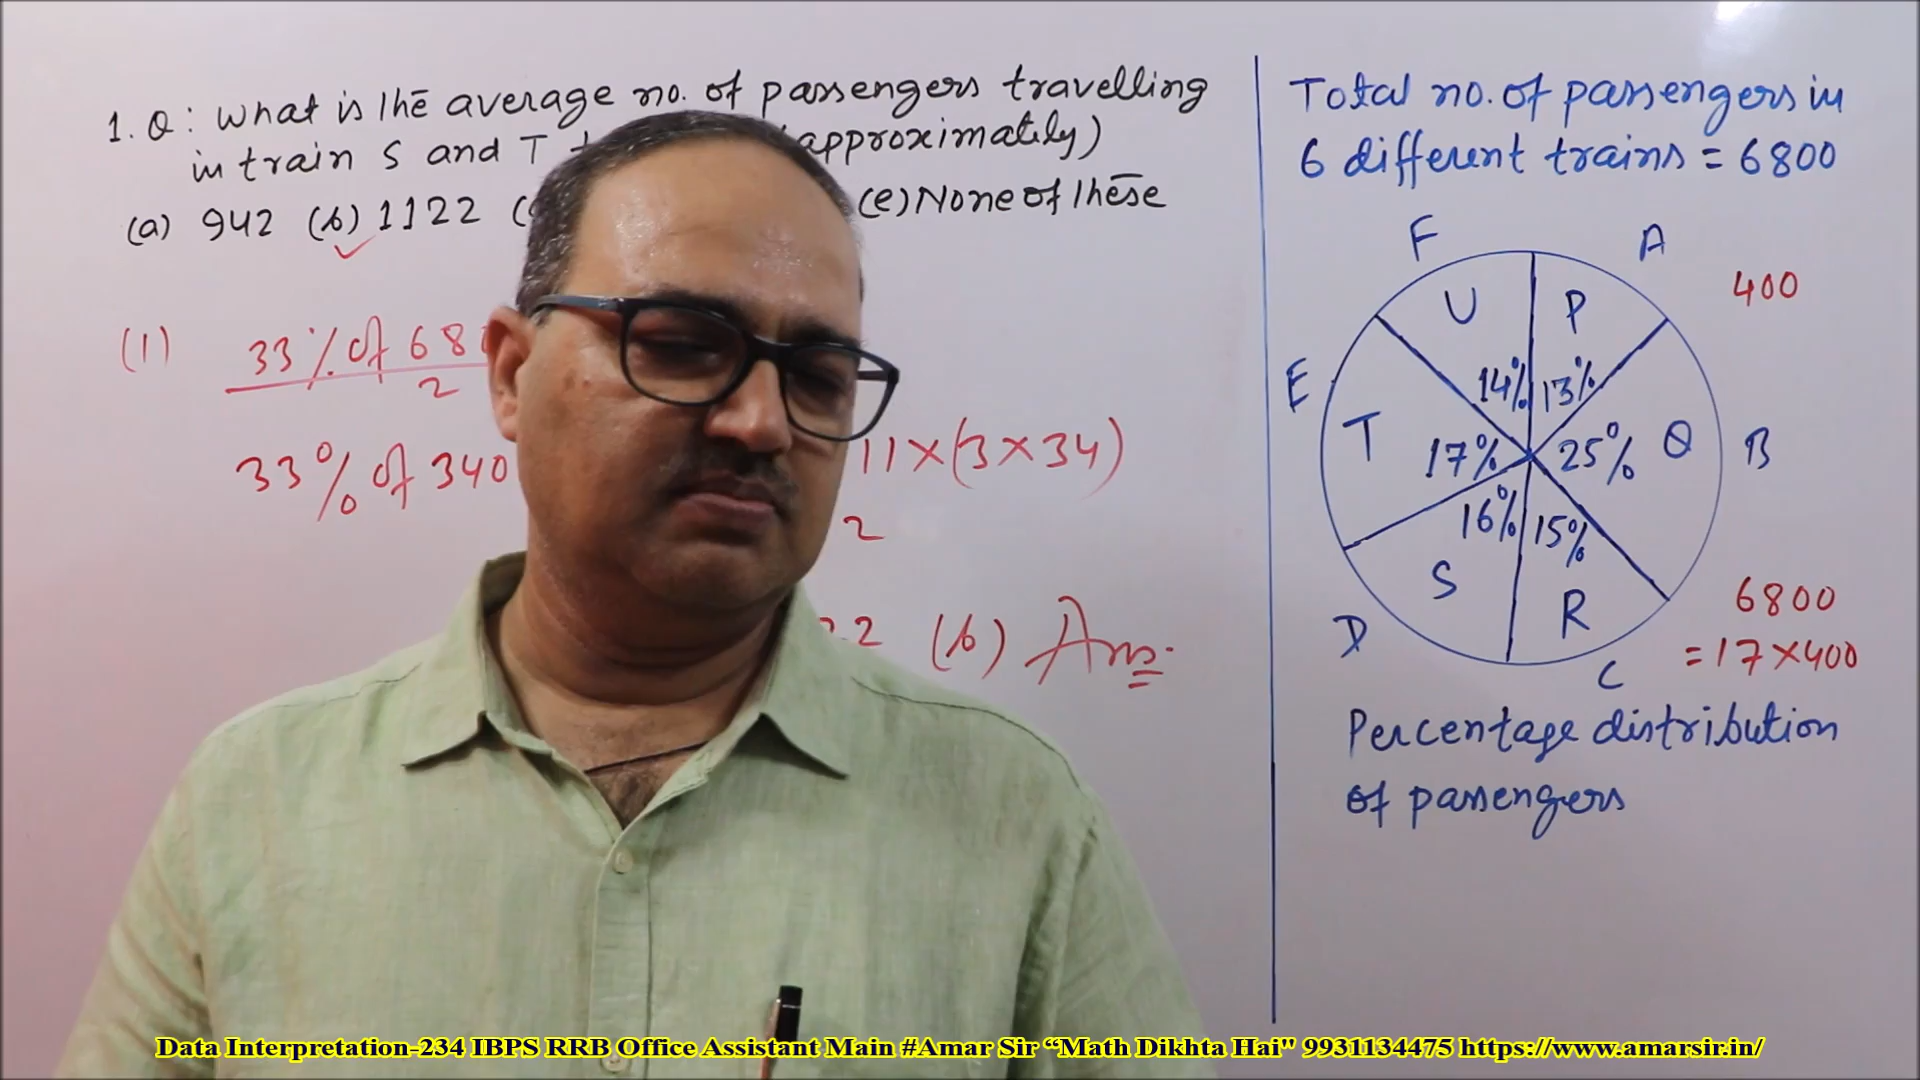 1. Q: What is the average no. of passengers travelling
in train S and T (approximately)
(a) 942 (b) 1122 (e) None of these
(1) 33% of 680
2
33% of 340 11×(3×34)
2
22 (b) Ans.
Total no. of passengers in
6 different trains = 6800
F A
400
U P
E 14% 13%
T 17% 25% Q B
16% 15%
S R
D C
6800
= 17×400
Percentage distribution
of passengers
Data Interpretation-234 IBPS RRB Office Assistant Main #Amar Sir “Math Dikhta Hai" 9931134475 https://www.amarsir.in/